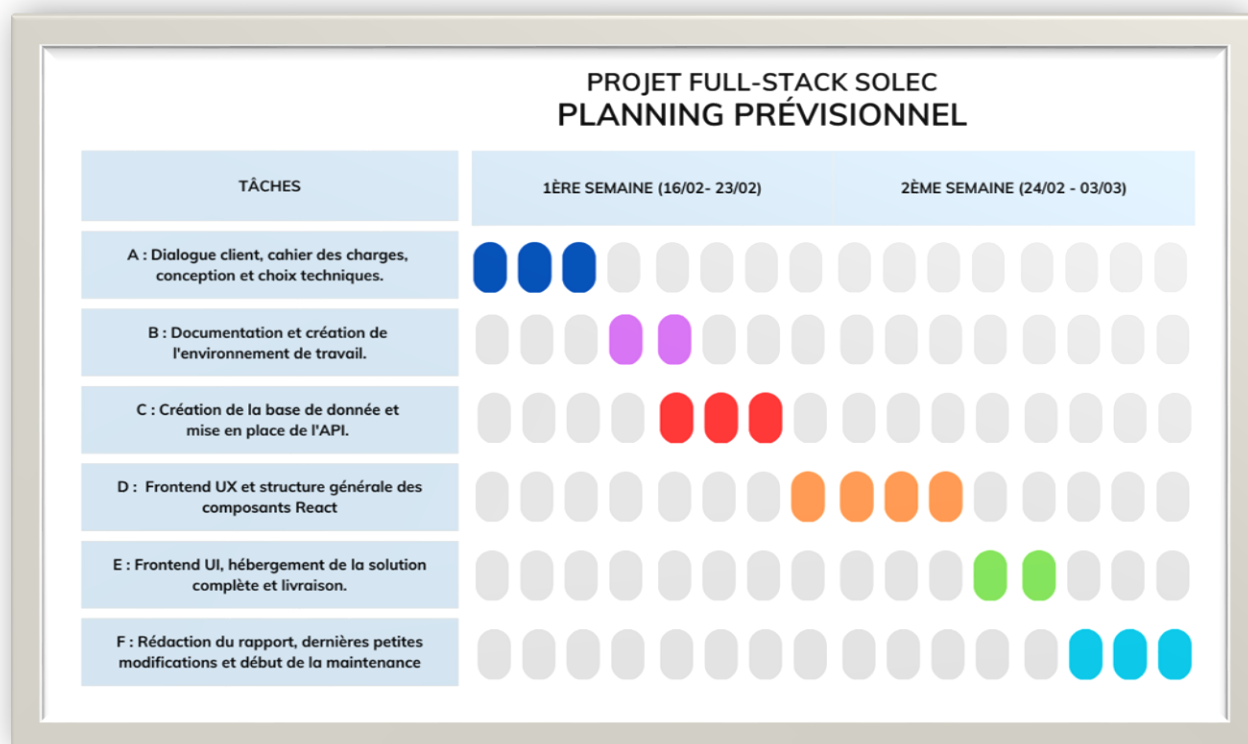 PROJET FULL-STACK SOLEC
PLANNING PRÉVISIONNEL
TÂCHES
1ÈRE SEMAINE (16/02- 23/02)
2ÈME SEMAINE (24/02 - 03/03)
A : Dialogue client, cahier des charges,
conception et choix techniques.
B : Documentation et création de
l'environnement de travail.
C : Création de la base de donnée et
mise en place de l'API.
D :  Frontend UX et structure générale des
composants React
E : Frontend UI, hébergement de la solution
complète et livraison.
F : Rédaction du rapport, dernières petites
modifications et début de la maintenance